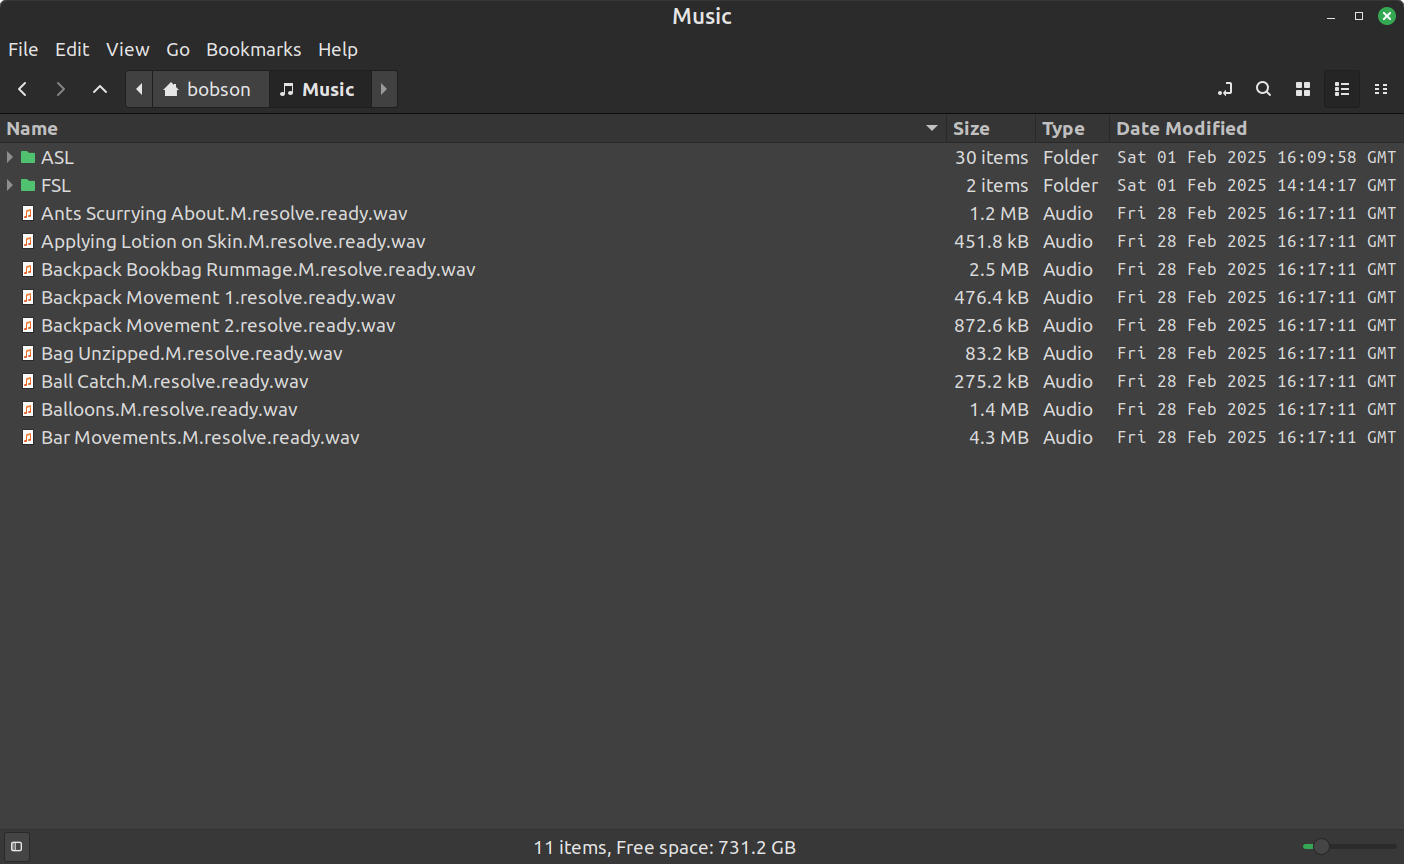 Music
File Edit View Go Bookmarks Help
bobson Music
Name Size Type Date Modified
ASL 30 items Folder Sat 01 Feb 2025 16:09:58 GMT
FSL 2 items Folder Sat 01 Feb 2025 14:14:17 GMT
Ants Scurrying About.M.resolve.ready.wav 1.2 MB Audio Fri 28 Feb 2025 16:17:11 GMT
Applying Lotion on Skin.M.resolve.ready.wav 451.8 kB Audio Fri 28 Feb 2025 16:17:11 GMT
Backpack Bookbag Rummage.M.resolve.ready.wav 2.5 MB Audio Fri 28 Feb 2025 16:17:11 GMT
Backpack Movement 1.resolve.ready.wav 476.4 kB Audio Fri 28 Feb 2025 16:17:11 GMT
Backpack Movement 2.resolve.ready.wav 872.6 kB Audio Fri 28 Feb 2025 16:17:11 GMT
Bag Unzipped.M.resolve.ready.wav 83.2 kB Audio Fri 28 Feb 2025 16:17:11 GMT
Ball Catch.M.resolve.ready.wav 275.2 kB Audio Fri 28 Feb 2025 16:17:11 GMT
Balloons.M.resolve.ready.wav 1.4 MB Audio Fri 28 Feb 2025 16:17:11 GMT
Bar Movements.M.resolve.ready.wav 4.3 MB Audio Fri 28 Feb 2025 16:17:11 GMT
11 items, Free space: 731.2 GB